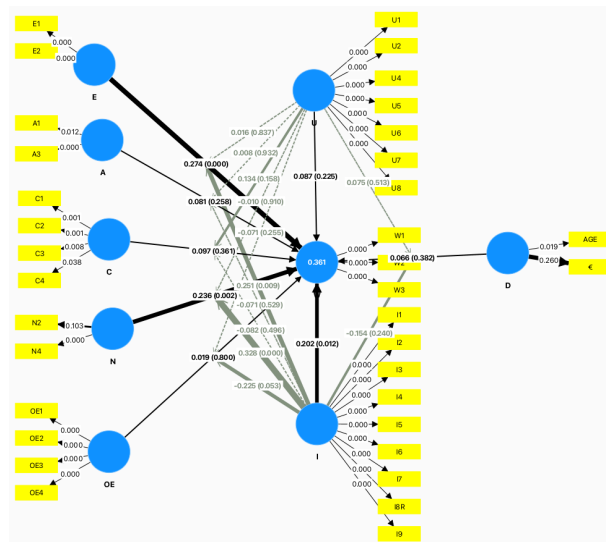 E1
E2
0.000
0.000
E
A1
A3
0.012
0.000
A
C1
C2
C3
C4
0.001
0.001
0.008
0.038
C
N2
N4
0.103
0.000
N
OE1
OE2
OE3
OE4
0.000
0.000
0.000
0.000
OE
0.274 (0.000)
0.081 (0.258)
0.097 (0.361)
0.236 (0.002)
0.019 (0.800)
0.016 (0.837)
0.008 (0.932)
0.134 (0.158)
-0.010 (0.910)
-0.071 (0.255)
0.251 (0.009)
-0.071 (0.529)
-0.082 (0.496)
0.328 (0.000)
-0.225 (0.053)
U
0.087 (0.225)
0.361
0.202 (0.012)
I
U1
U2
U4
U5
U6
U7
U8
0.000
0.000
0.000
0.000
0.000
0.000
0.000
0.075 (0.513)
W1
W3
0.000
0.000
0.000
0.066 (0.382)
-0.154 (0.240)
I1
I2
I3
I4
I5
I6
I7
I8R
I9
0.000
0.000
0.000
0.000
0.000
0.000
0.000
0.000
0.000
D
0.019
0.260
AGE
€